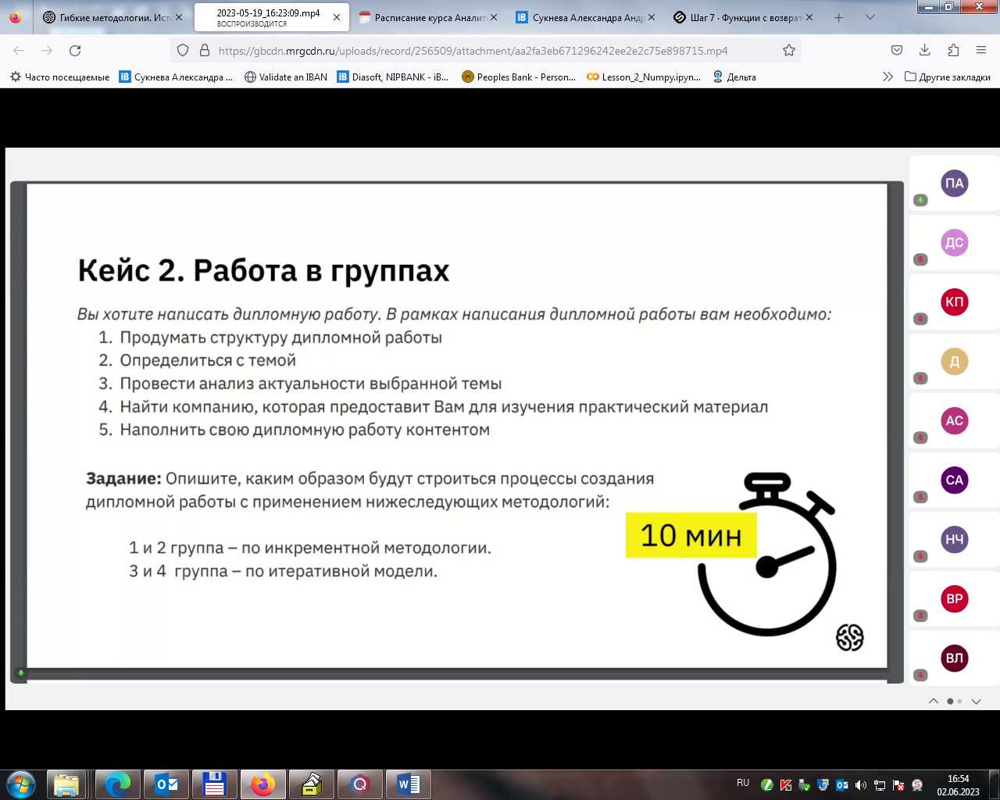 Гибкие методологии. Исто
2023-05-19_16:23:09.mp4
ВОСПРОИЗВОДИТСЯ
Расписание курса Аналит
Сукнева Александра Андр
Шаг 7 · Функции с возврат
https://gbcdn.mrgcdn.ru/uploads/record/256509/attachment/aa2fa3eb671296242ee2e2c75e898715.mp4
Часто посещаемые
Сукнева Александра ...
Validate an IBAN
Diasoft, NIPBANK - iB...
Peoples Bank - Person...
Lesson_2_Numpy.ipyn...
Дельта
Другие закладки
Кейс 2. Работа в группах
Вы хотите написать дипломную работу. В рамках написания дипломной работы вам необходимо:
1. Продумать структуру дипломной работы
2. Определиться с темой
3. Провести анализ актуальности выбранной темы
4. Найти компанию, которая предоставит Вам для изучения практический материал
5. Наполнить свою дипломную работу контентом
Задание: Опишите, каким образом будут строиться процессы создания
дипломной работы с применением нижеследующих методологий:
10 мин
1 и 2 группа – по инкрементной методологии.
3 и 4 группа – по итеративной модели.
ПА
ДС
КП
Д
АС
СА
НЧ
ВР
ВЛ
RU
16:54
02.06.2023